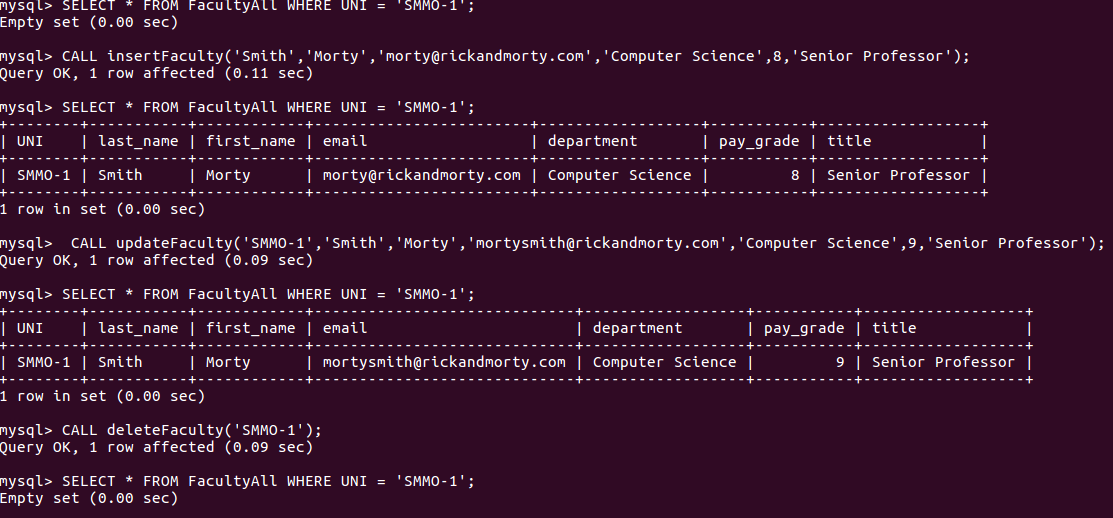 mysql> SELECT * FROM FacultyAll WHERE UNI = 'SMMO-1';
Empty set (0.00 sec)

mysql> CALL insertFaculty('Smith','Morty','morty@rickandmorty.com','Computer Science',8,'Senior Professor');
Query OK, 1 row affected (0.11 sec)

mysql> SELECT * FROM FacultyAll WHERE UNI = 'SMMO-1';
+--------+-----------+------------+------------------------+------------------+-----------+------------------+
| UNI    | last_name | first_name | email                  | department       | pay_grade | title            |
+--------+-----------+------------+------------------------+------------------+-----------+------------------+
| SMMO-1 | Smith     | Morty      | morty@rickandmorty.com | Computer Science |         8 | Senior Professor |
+--------+-----------+------------+------------------------+------------------+-----------+------------------+
1 row in set (0.00 sec)

mysql>  CALL updateFaculty('SMMO-1','Smith','Morty','mortysmith@rickandmorty.com','Computer Science',9,'Senior Professor');
Query OK, 1 row affected (0.09 sec)

mysql> SELECT * FROM FacultyAll WHERE UNI = 'SMMO-1';
+--------+-----------+------------+-----------------------------+------------------+-----------+------------------+
| UNI    | last_name | first_name | email                       | department       | pay_grade | title            |
+--------+-----------+------------+-----------------------------+------------------+-----------+------------------+
| SMMO-1 | Smith     | Morty      | mortysmith@rickandmorty.com | Computer Science |         9 | Senior Professor |
+--------+-----------+------------+-----------------------------+------------------+-----------+------------------+
1 row in set (0.00 sec)

mysql> CALL deleteFaculty('SMMO-1');
Query OK, 1 row affected (0.09 sec)

mysql> SELECT * FROM FacultyAll WHERE UNI = 'SMMO-1';
Empty set (0.00 sec)